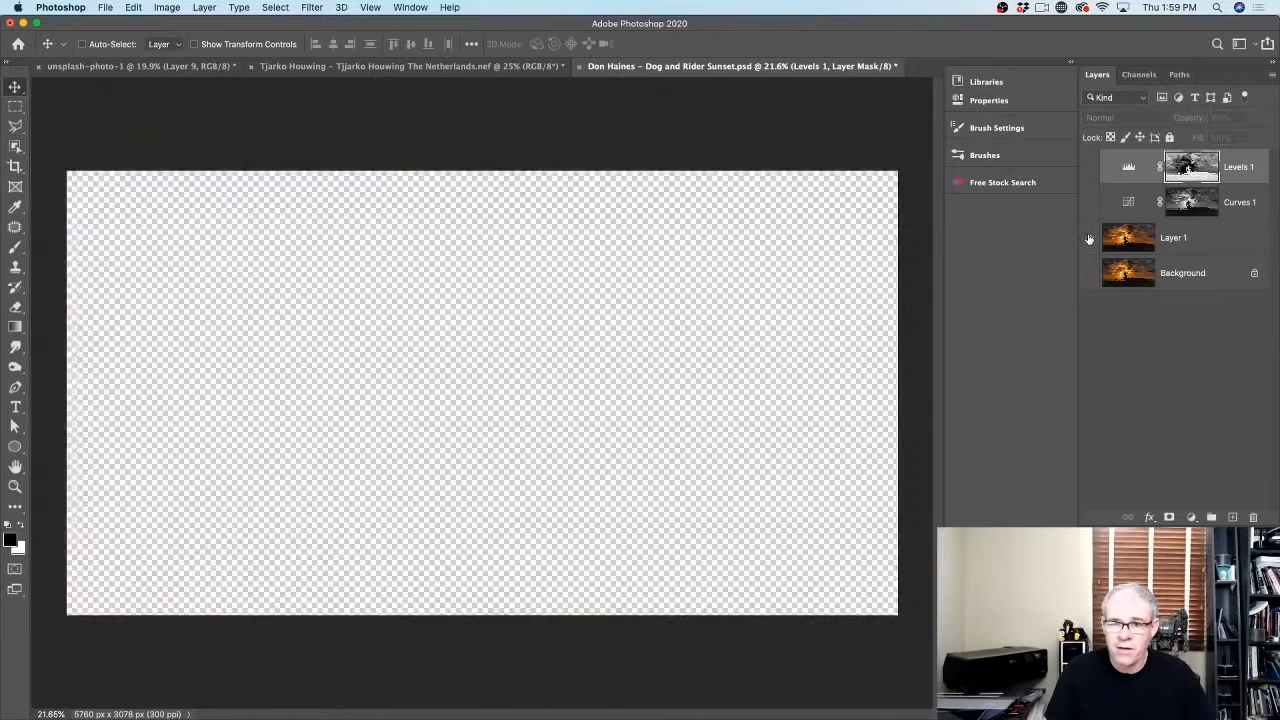 Photoshop File Edit Image Layer Type Select Filter 3D View Window Help Thu 1:59 PM
Adobe Photoshop 2020
Auto-Select: Layer Show Transform Controls 3D Mode:
unsplash-photo-1 @ 19.9% (Layer 9, RGB/8) * Tjarko Houwing - Tjjarko Houwing The Netherlands.nef @ 25% (RGB/8*) * Don Haines - Dog and Rider Sunset.psd @ 21.6% (Levels 1, Layer Mask/8) *
Libraries
Properties
Brush Settings
Brushes
Free Stock Search
Layers Channels Paths
Kind
Normal Opacity: 100%
Lock: Fill: 100%
Levels 1
Curves 1
Layer 1
Background
fx
21.65% 5760 px x 3078 px (300 ppi)